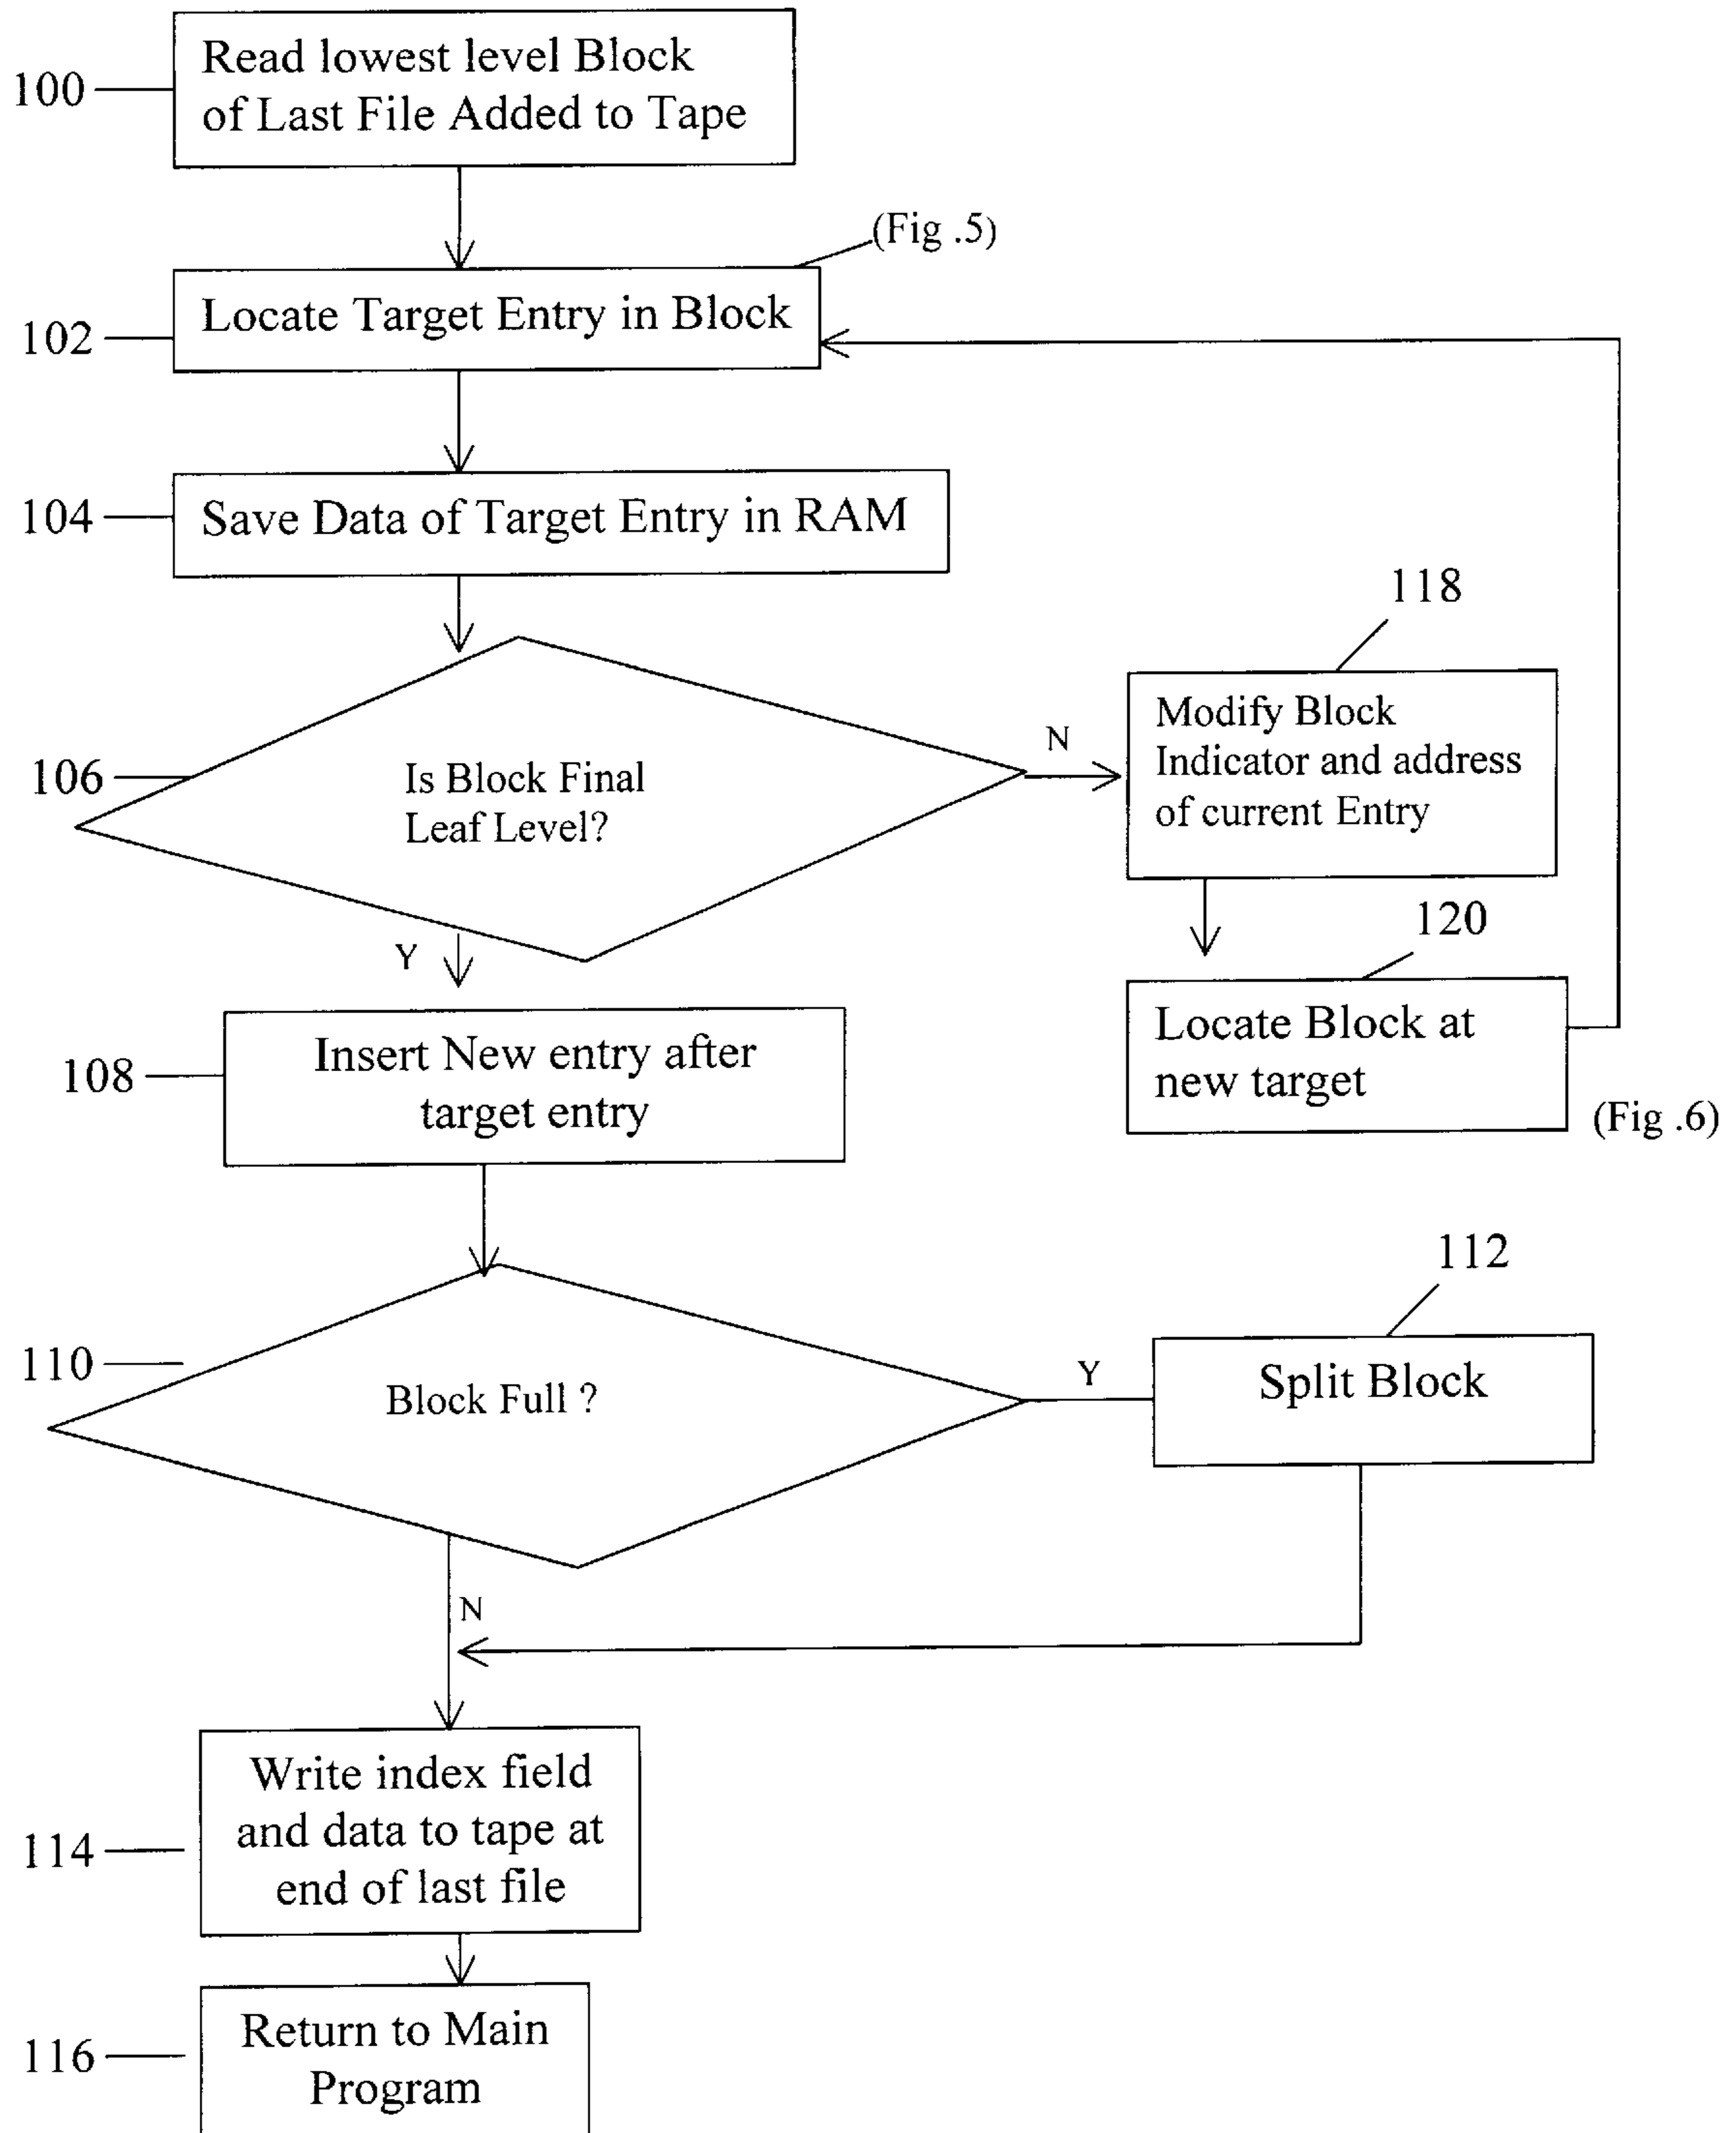 100
Read lowest level Block
of Last File Added to Tape
(Fig .5)
102
Locate Target Entry in Block
104
Save Data of Target Entry in RAM
118
106
Is Block Final
Leaf Level?
N
Modify Block
Indicator and address
of current Entry
Y
120
Locate Block at
new target
(Fig .6)
108
Insert New entry after
target entry
112
110
Block Full ?
Y
Split Block
N
114
Write index field
and data to tape at
end of last file
116
Return to Main
Program